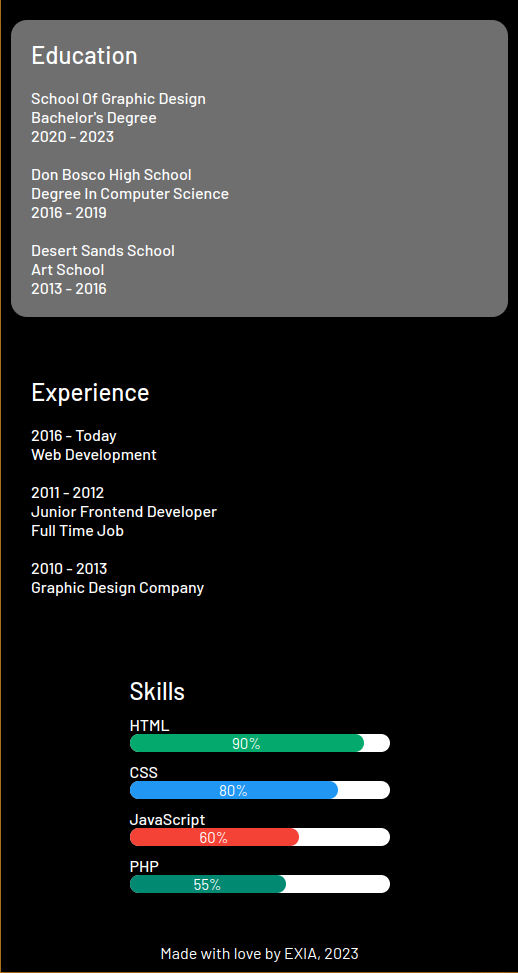 Education
School Of Graphic Design
Bachelor's Degree
2020 - 2023
Don Bosco High School
Degree In Computer Science
2016 - 2019
Desert Sands School
Art School
2013 - 2016
Experience
2016 - Today
Web Development
2011 - 2012
Junior Frontend Developer
Full Time Job
2010 - 2013
Graphic Design Company
Skills
HTML
90%
CSS
80%
JavaScript
60%
PHP
55%
Made with love by EXIA, 2023